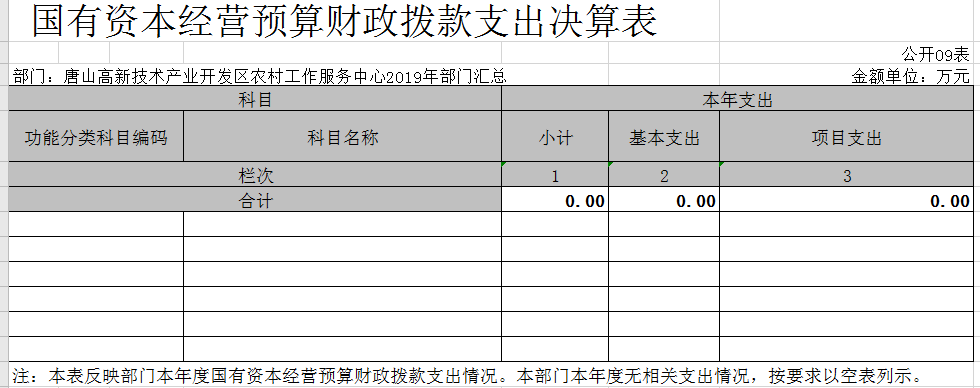 国有资本经营预算财政拨款支出决算表
公开09表
部门：唐山高新技术产业开发区农村工作服务中心2019年部门汇总 金额单位：万元
科目 本年支出
功能分类科目编码 科目名称 小计 基本支出 项目支出
栏次 1 2 3
合计 0.00 0.00 0.00
注：本表反映部门本年度国有资本经营预算财政拨款支出情况。本部门本年度无相关支出情况，按要求以空表列示。